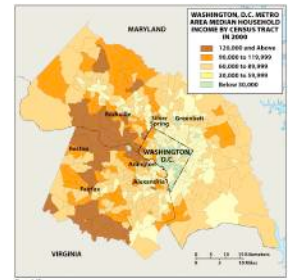 MARYLAND
WASHINGTON, D.C. METRO
AREA MEDIAN HOUSEHOLD
INCOME BY CENSUS TRACT
IN 2000
120,000 and Above
90,000 to 119,999
60,000 to 89,999
30,000 to 59,999
Below 30,000
Rockville
Silver
Spring
Greenbelt
WASHINGTON,
D.C.
Fairfax
Arlington
Alexandria
Fairfax
VIRGINIA